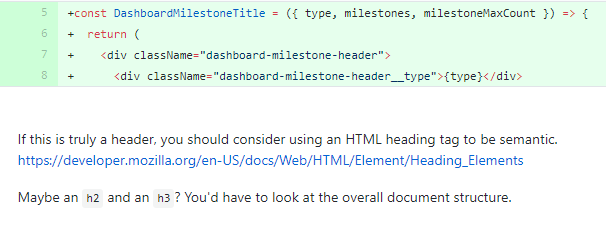 5 +const DashboardMilestoneTitle = ({ type, milestones, milestoneMaxCount }) => {
6 + return (
7 + <div className="dashboard-milestone-header">
8 + <div className="dashboard-milestone-header__type">{type}</div>
If this is truly a header, you should consider using an HTML heading tag to be semantic.
https://developer.mozilla.org/en-US/docs/Web/HTML/Element/Heading_Elements
Maybe an h2 and an h3 ? You'd have to look at the overall document structure.